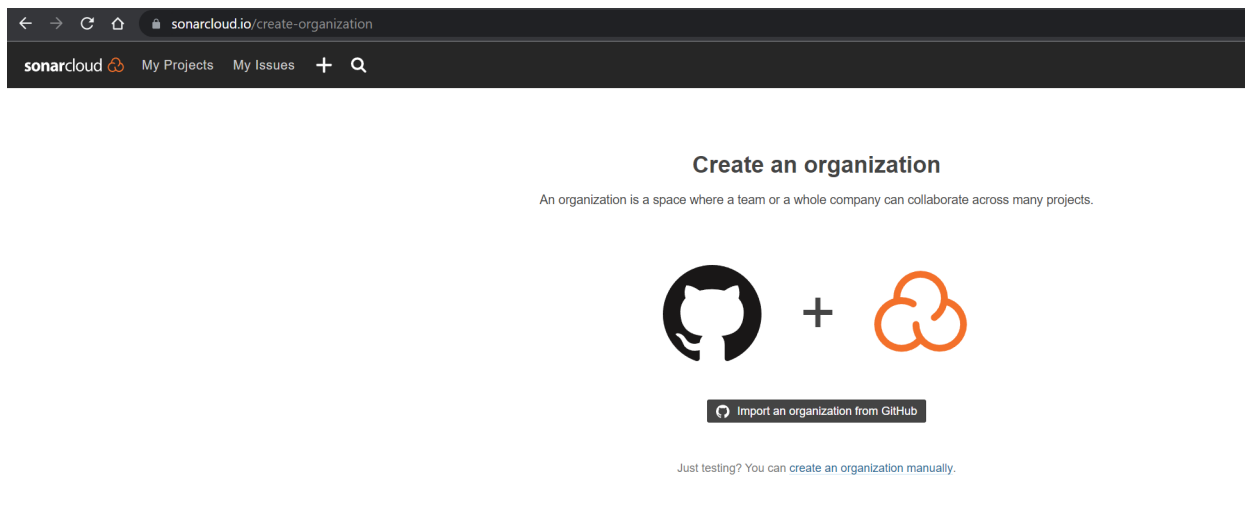 sonarcloud.io/create-organization
sonarcloud My Projects My Issues
Create an organization
An organization is a space where a team or a whole company can collaborate across many projects.
Import an organization from GitHub
Just testing? You can create an organization manually.